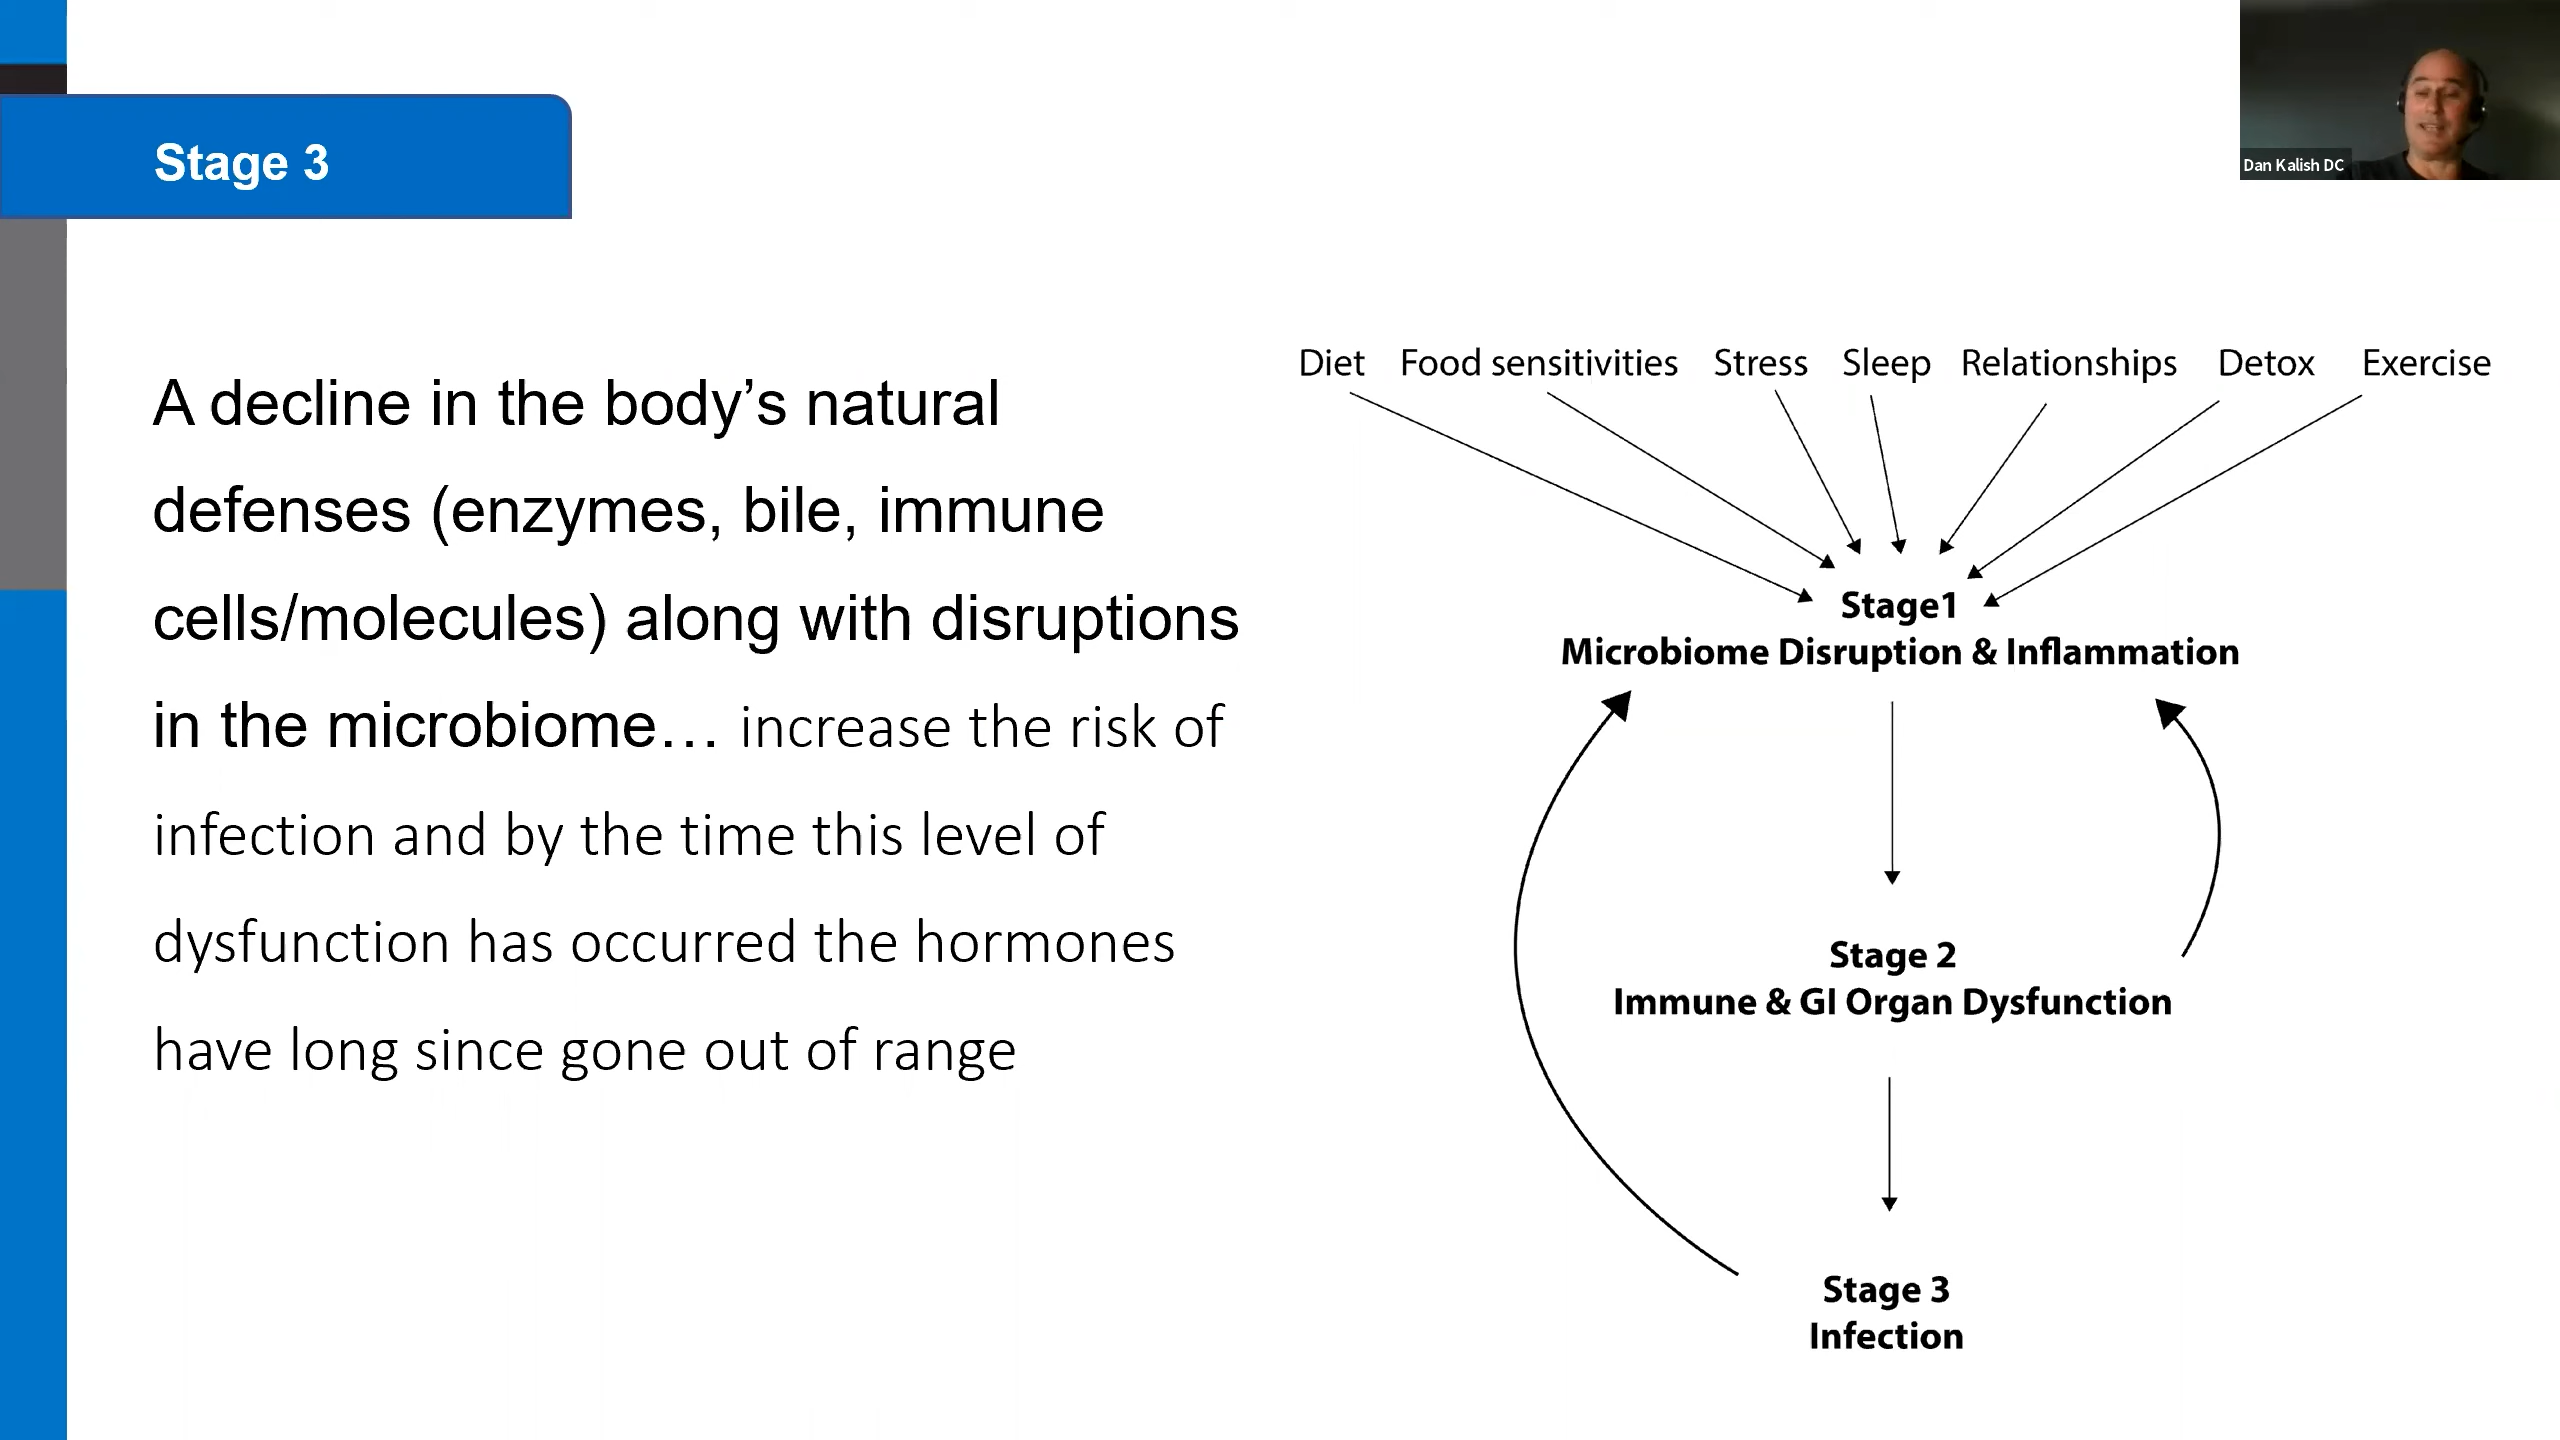 Dan Kalish DC
Stage 3
A decline in the body’s natural
defenses (enzymes, bile, immune
cells/molecules) along with disruptions
in the microbiome… increase the risk of
infection and by the time this level of
dysfunction has occurred the hormones
have long since gone out of range
Diet Food sensitivities Stress Sleep Relationships Detox Exercise
Stage1
Microbiome Disruption & Inflammation
Stage 2
Immune & GI Organ Dysfunction
Stage 3
Infection